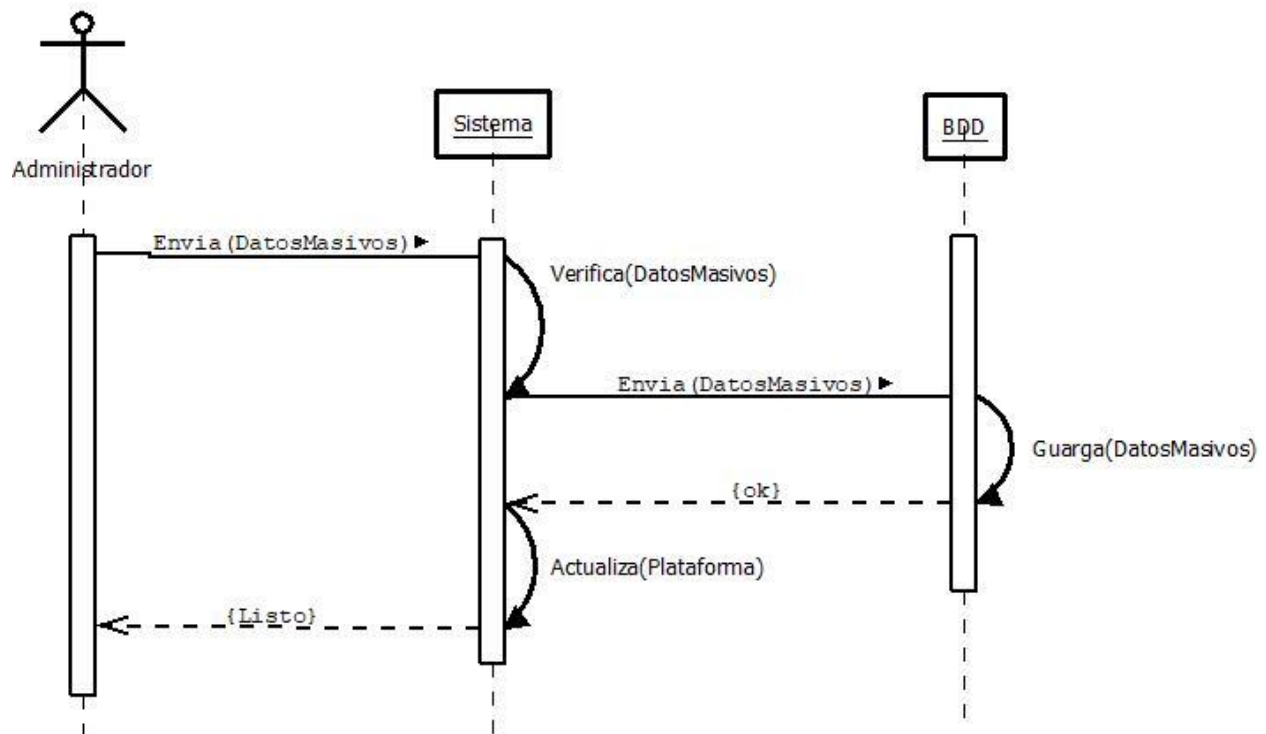 Administrador
Sistema
BDD
Envia(DatosMasivos)
Verifica(DatosMasivos)
Envia(DatosMasivos)
Guarga(DatosMasivos)
{ok}
Actualiza(Plataforma)
{Listo}